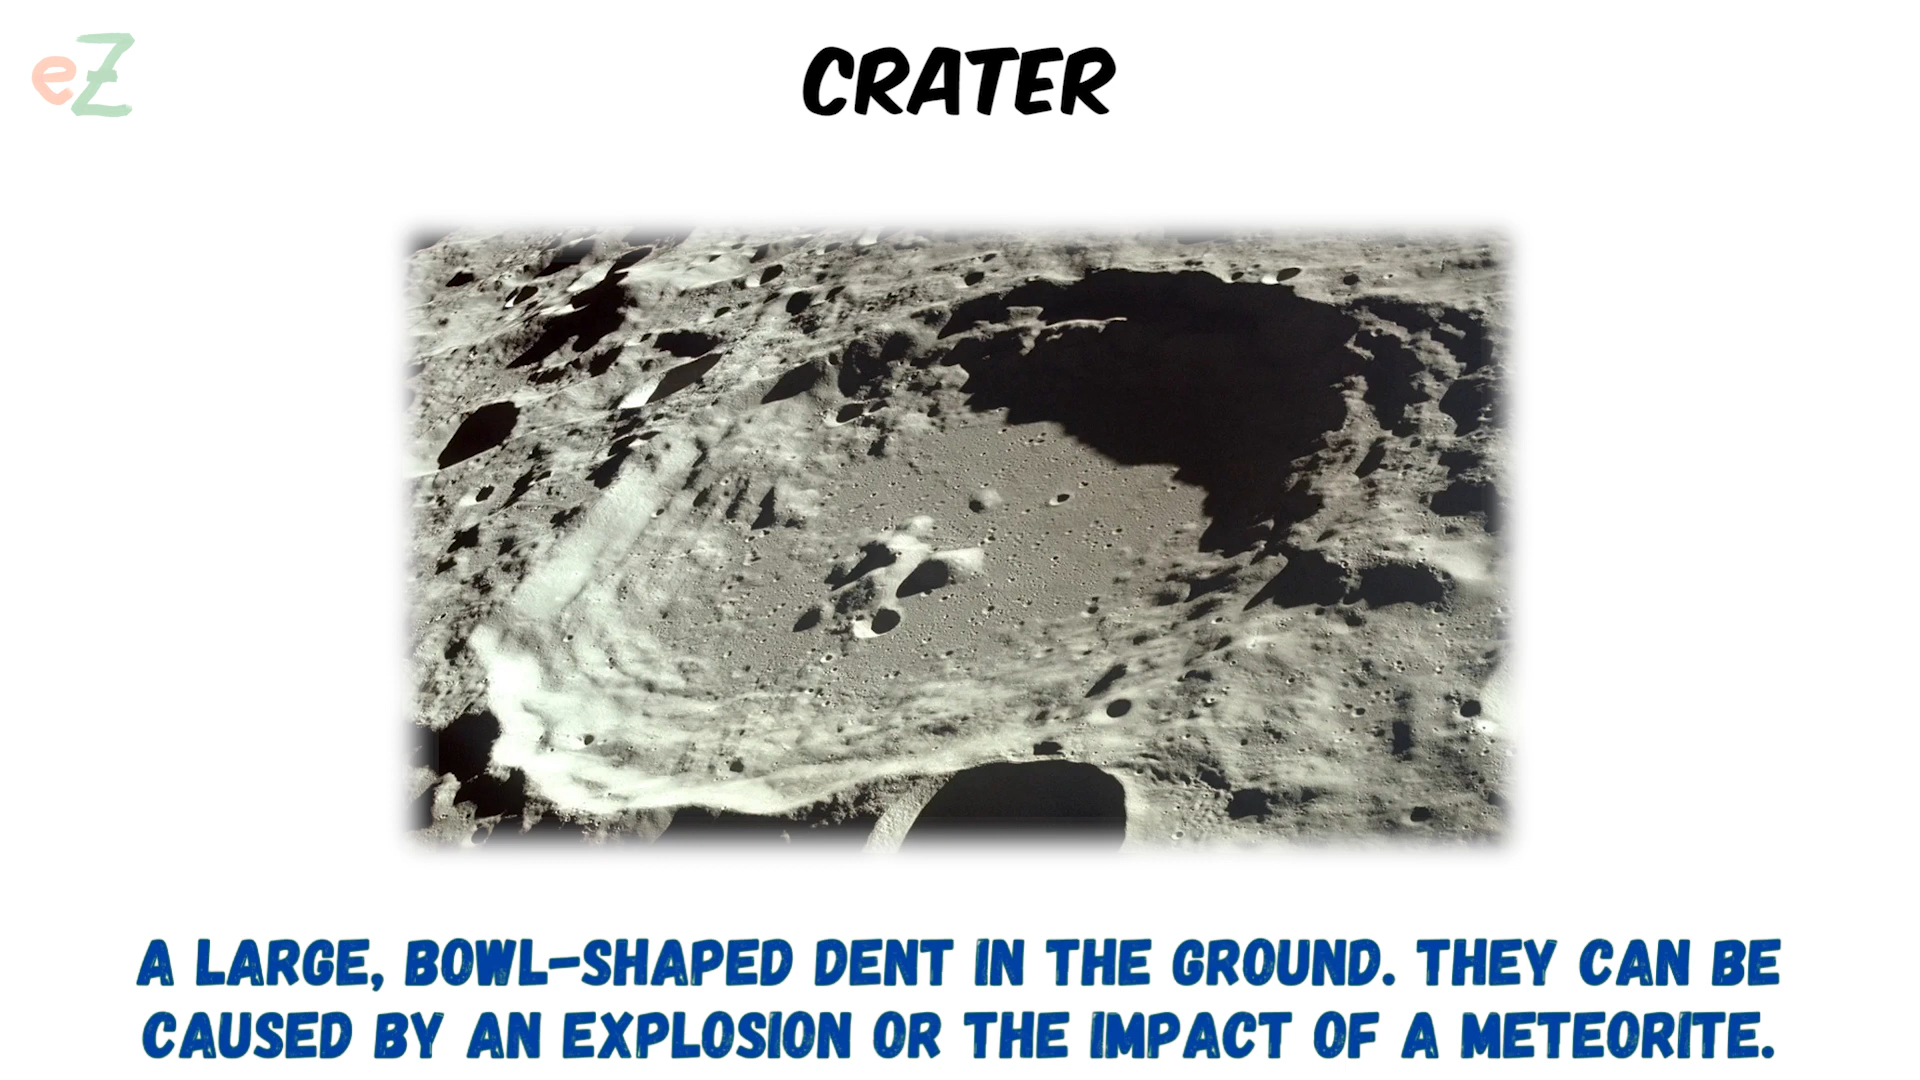 eZ
CRATER
A LARGE, BOWL-SHAPED DENT IN THE GROUND. THEY CAN BE
CAUSED BY AN EXPLOSION OR THE IMPACT OF A METEORITE.